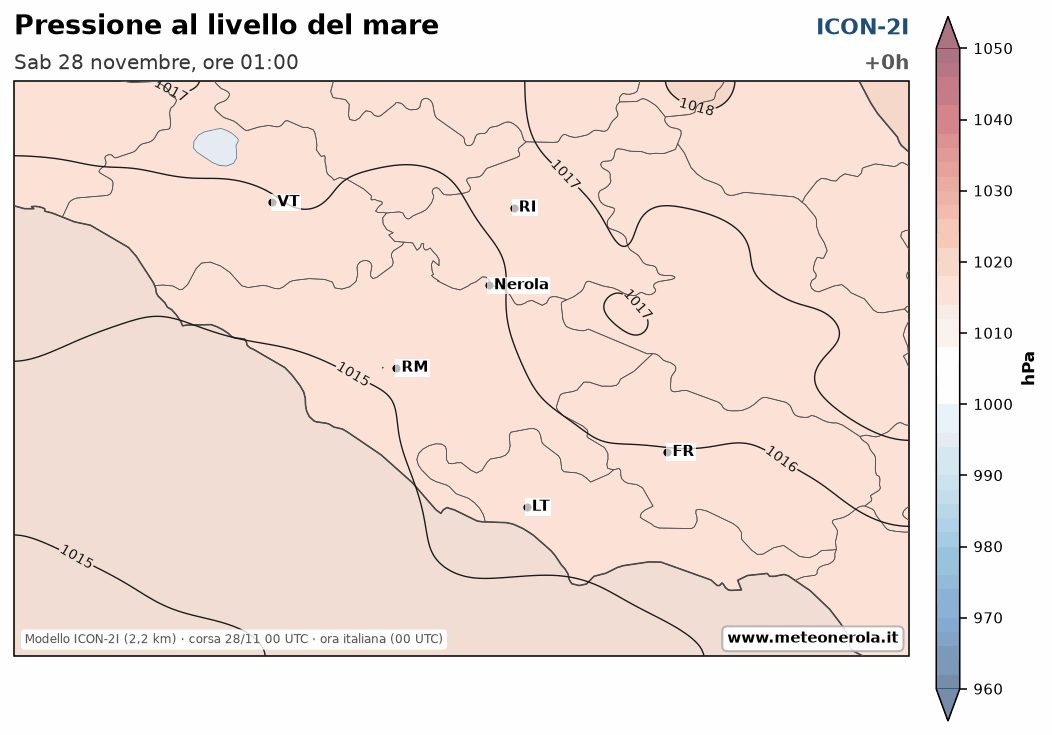 Pressione al livello del mare
ICON-2I
Sab 28 novembre, ore 01:00
+0h
1017
1018
1017
VT
RI
Nerola
1017
1015
RM
FR
1016
LT
1015
Modello ICON-2I (2,2 km) · corsa 28/11 00 UTC · ora italiana (00 UTC)
www.meteonerola.it
1050
1040
1030
1020
1010
1000
990
980
970
960
hPa